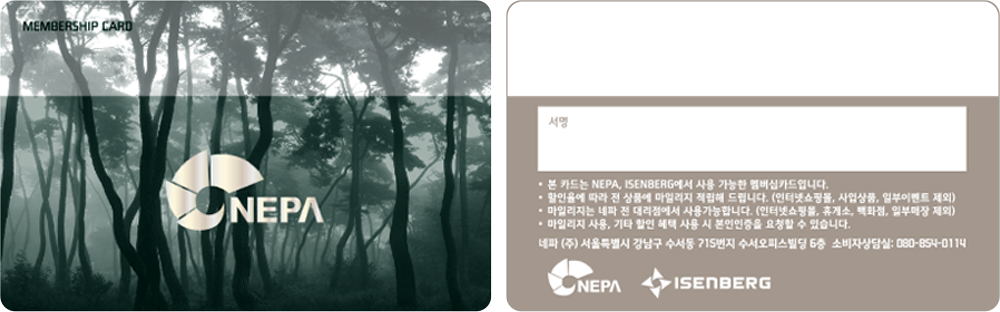 MEMBERSHIP CARD
NEPA
서명
• 본 카드는 NEPA, ISENBERG에서 사용 가능한 멤버십카드입니다.
• 할인율에 따라 전 상품에 마일리지 적립해 드립니다. (인터넷쇼핑몰, 사업상품, 일부이벤트 제외)
• 마일리지는 네파 전 대리점에서 사용가능합니다. (인터넷쇼핑몰, 휴게소, 백화점, 일부매장 제외)
• 마일리지 사용, 기타 할인 혜택 사용 시 본인인증을 요청할 수 있습니다.
네파 (주) 서울특별시 강남구 수서동 715번지 수서오피스빌딩 6층 소비자상담실: 080-854-0114
NEPA ISENBERG